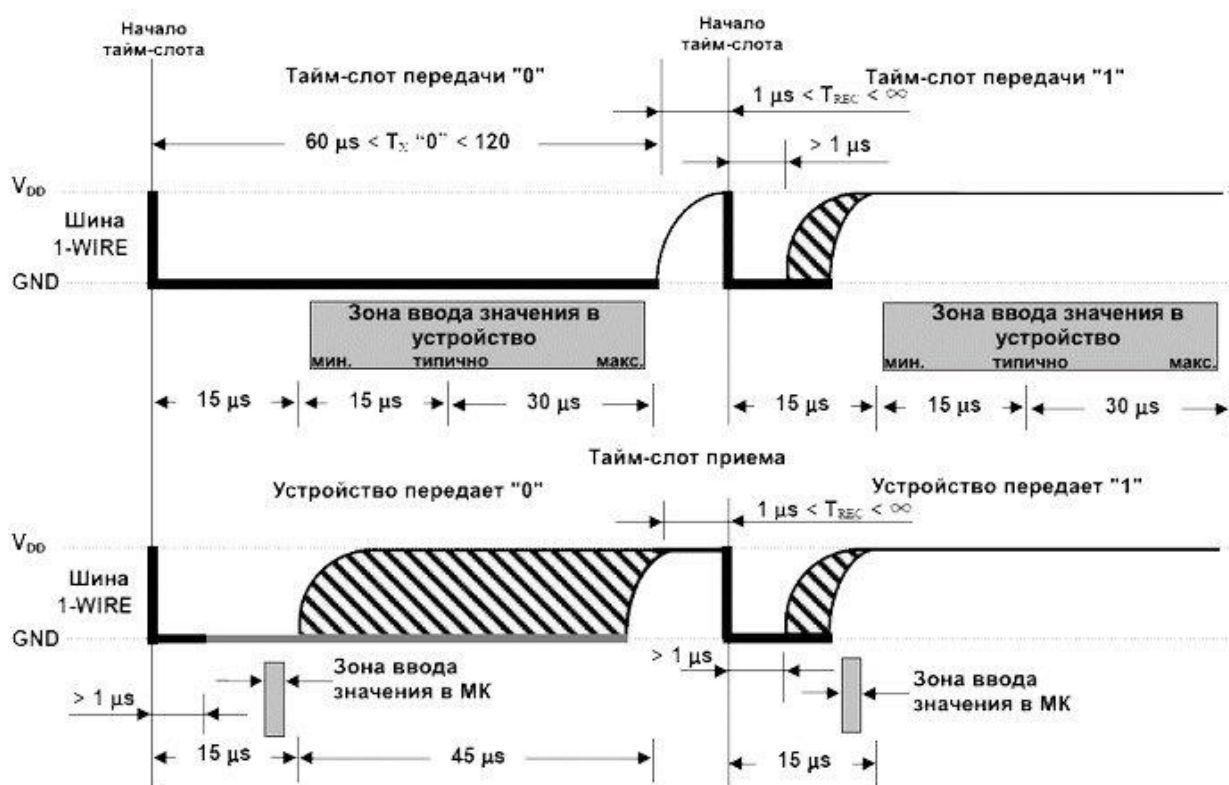 Начало
тайм-слота
Начало
тайм-слота
Тайм-слот передачи "0"
Тайм-слот передачи "1"
1 µs < TREC < ∞
60 µs < TX “0” < 120
> 1 µs
VDD
Шина
1-WIRE
GND
Зона ввода значения в
устройство
мин. типично макс.
Зона ввода значения в
устройство
мин. типично макс.
15 µs
15 µs
30 µs
15 µs
15 µs
30 µs
Тайм-слот приема
Устройство передает "0"
Устройство передает "1"
1 µs < TREC < ∞
VDD
Шина
1-WIRE
GND
> 1 µs
Зона ввода
значения в МК
> 1 µs
Зона ввода
значения в МК
15 µs
45 µs
15 µs